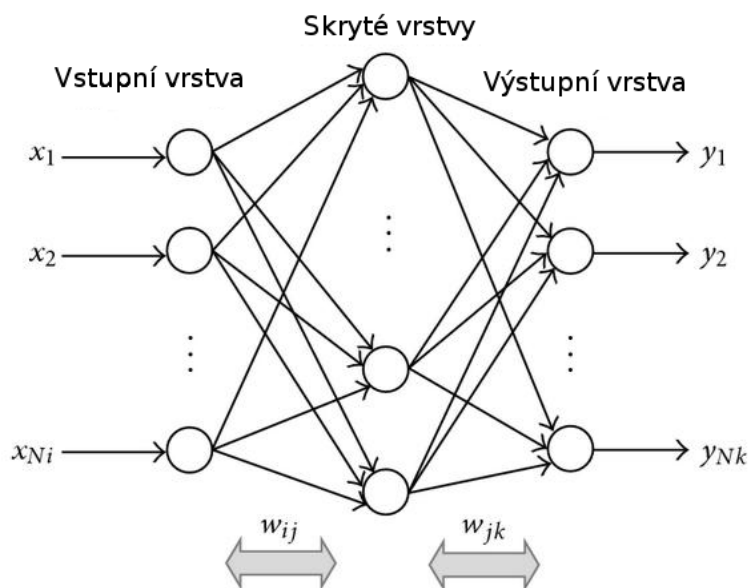 Skryté vrstvy
Vstupní vrstva
Výstupní vrstva
x1
y1
x2
y2
⋮
⋮
⋮
xNi
yNk
wij
wjk